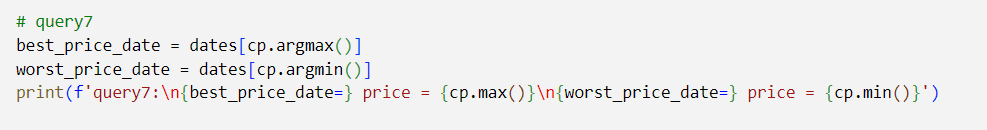 # query7
best_price_date = dates[cp.argmax()]
worst_price_date = dates[cp.argmin()]
print(f'query7:\n{best_price_date=} price = {cp.max()}\n{worst_price_date=} price = {cp.min()}')